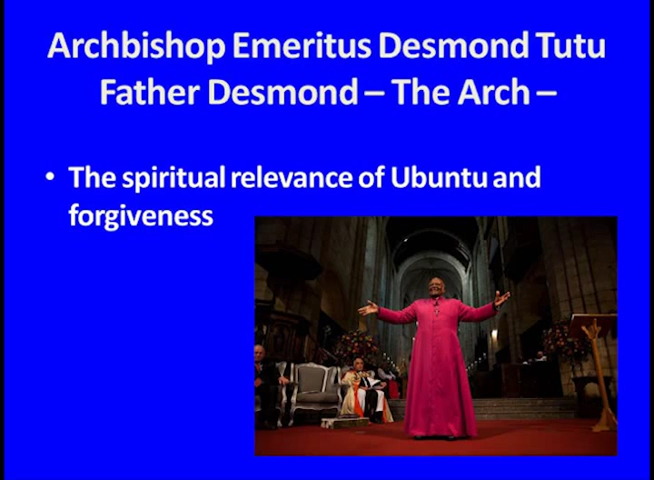 Archbishop Emeritus Desmond Tutu
Father Desmond – The Arch –
• The spiritual relevance of Ubuntu and
forgiveness